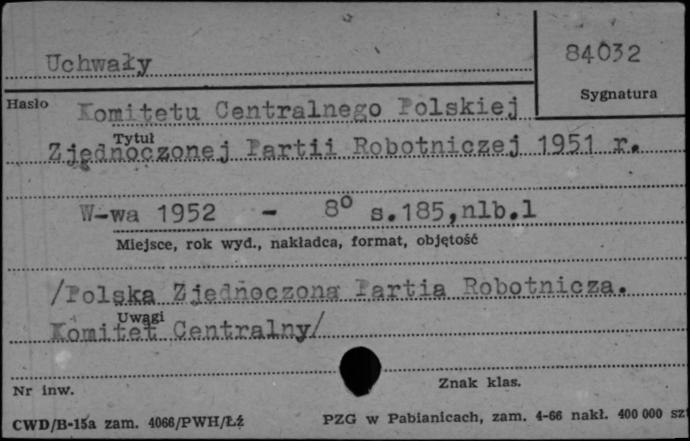 Uchwały
84032
Sygnatura
Hasło
Komitetu Centralnego Polskiej
Tytuł
Zjednoczonej Partii Robotniczej 1951 r.
W-wa 1952 - 8° s.185,nlb.1
Miejsce, rok wyd., nakładca, format, objętość
/Polska Zjednoczona Partia Robotnicza.
Uwagi
Komitet Centralny/
Nr inw.
Znak klas.
CWD/B-15a zam. 4066/PWH/Łż
PZG w Pabianicach, zam. 4-66 nakł. 400 000 szt